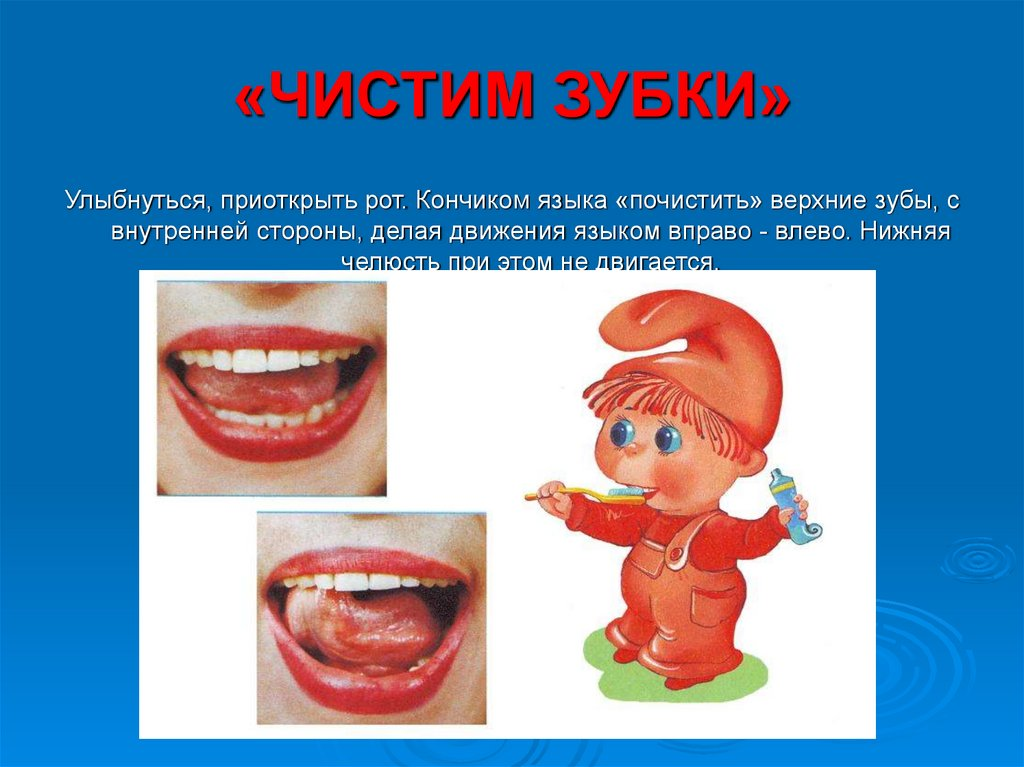 «ЧИСТИМ ЗУБКИ»
Улыбнуться, приоткрыть рот. Кончиком языка «почистить» верхние зубы, с
внутренней стороны, делая движения языком вправо - влево. Нижняя
челюсть при этом не двигается.